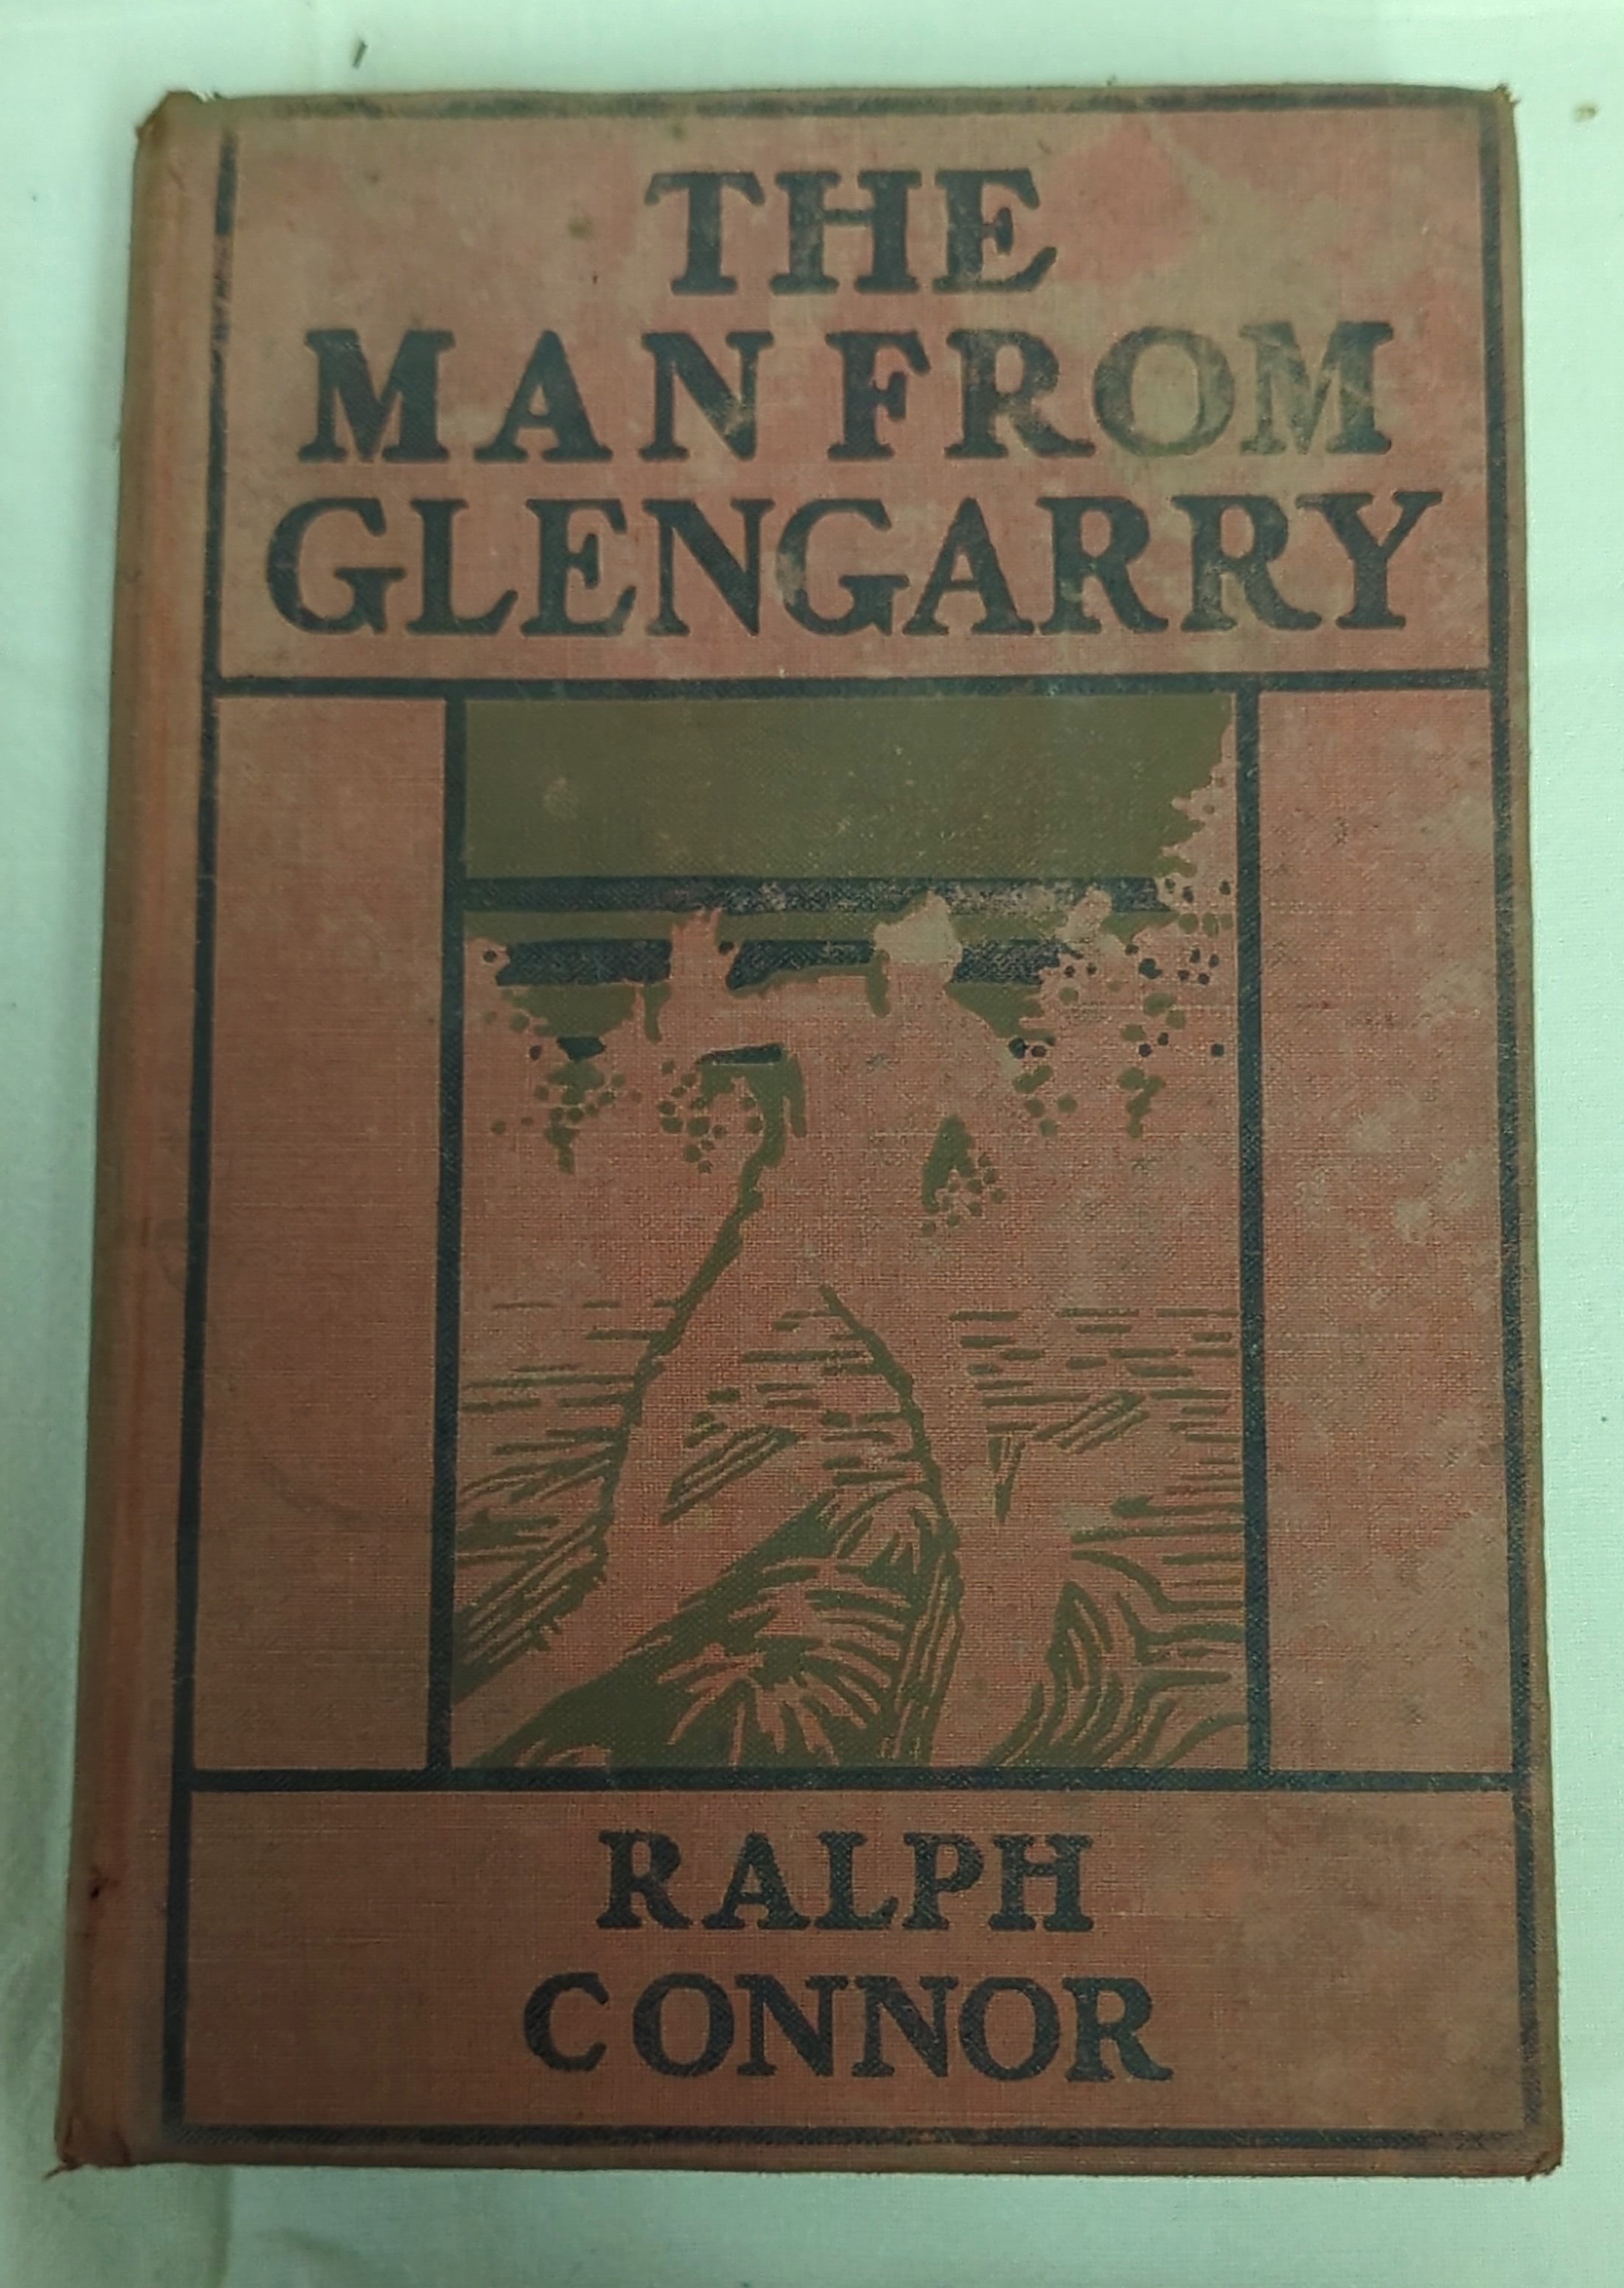 THE
MAN FROM
GLENGARRY
RALPH
CONNOR